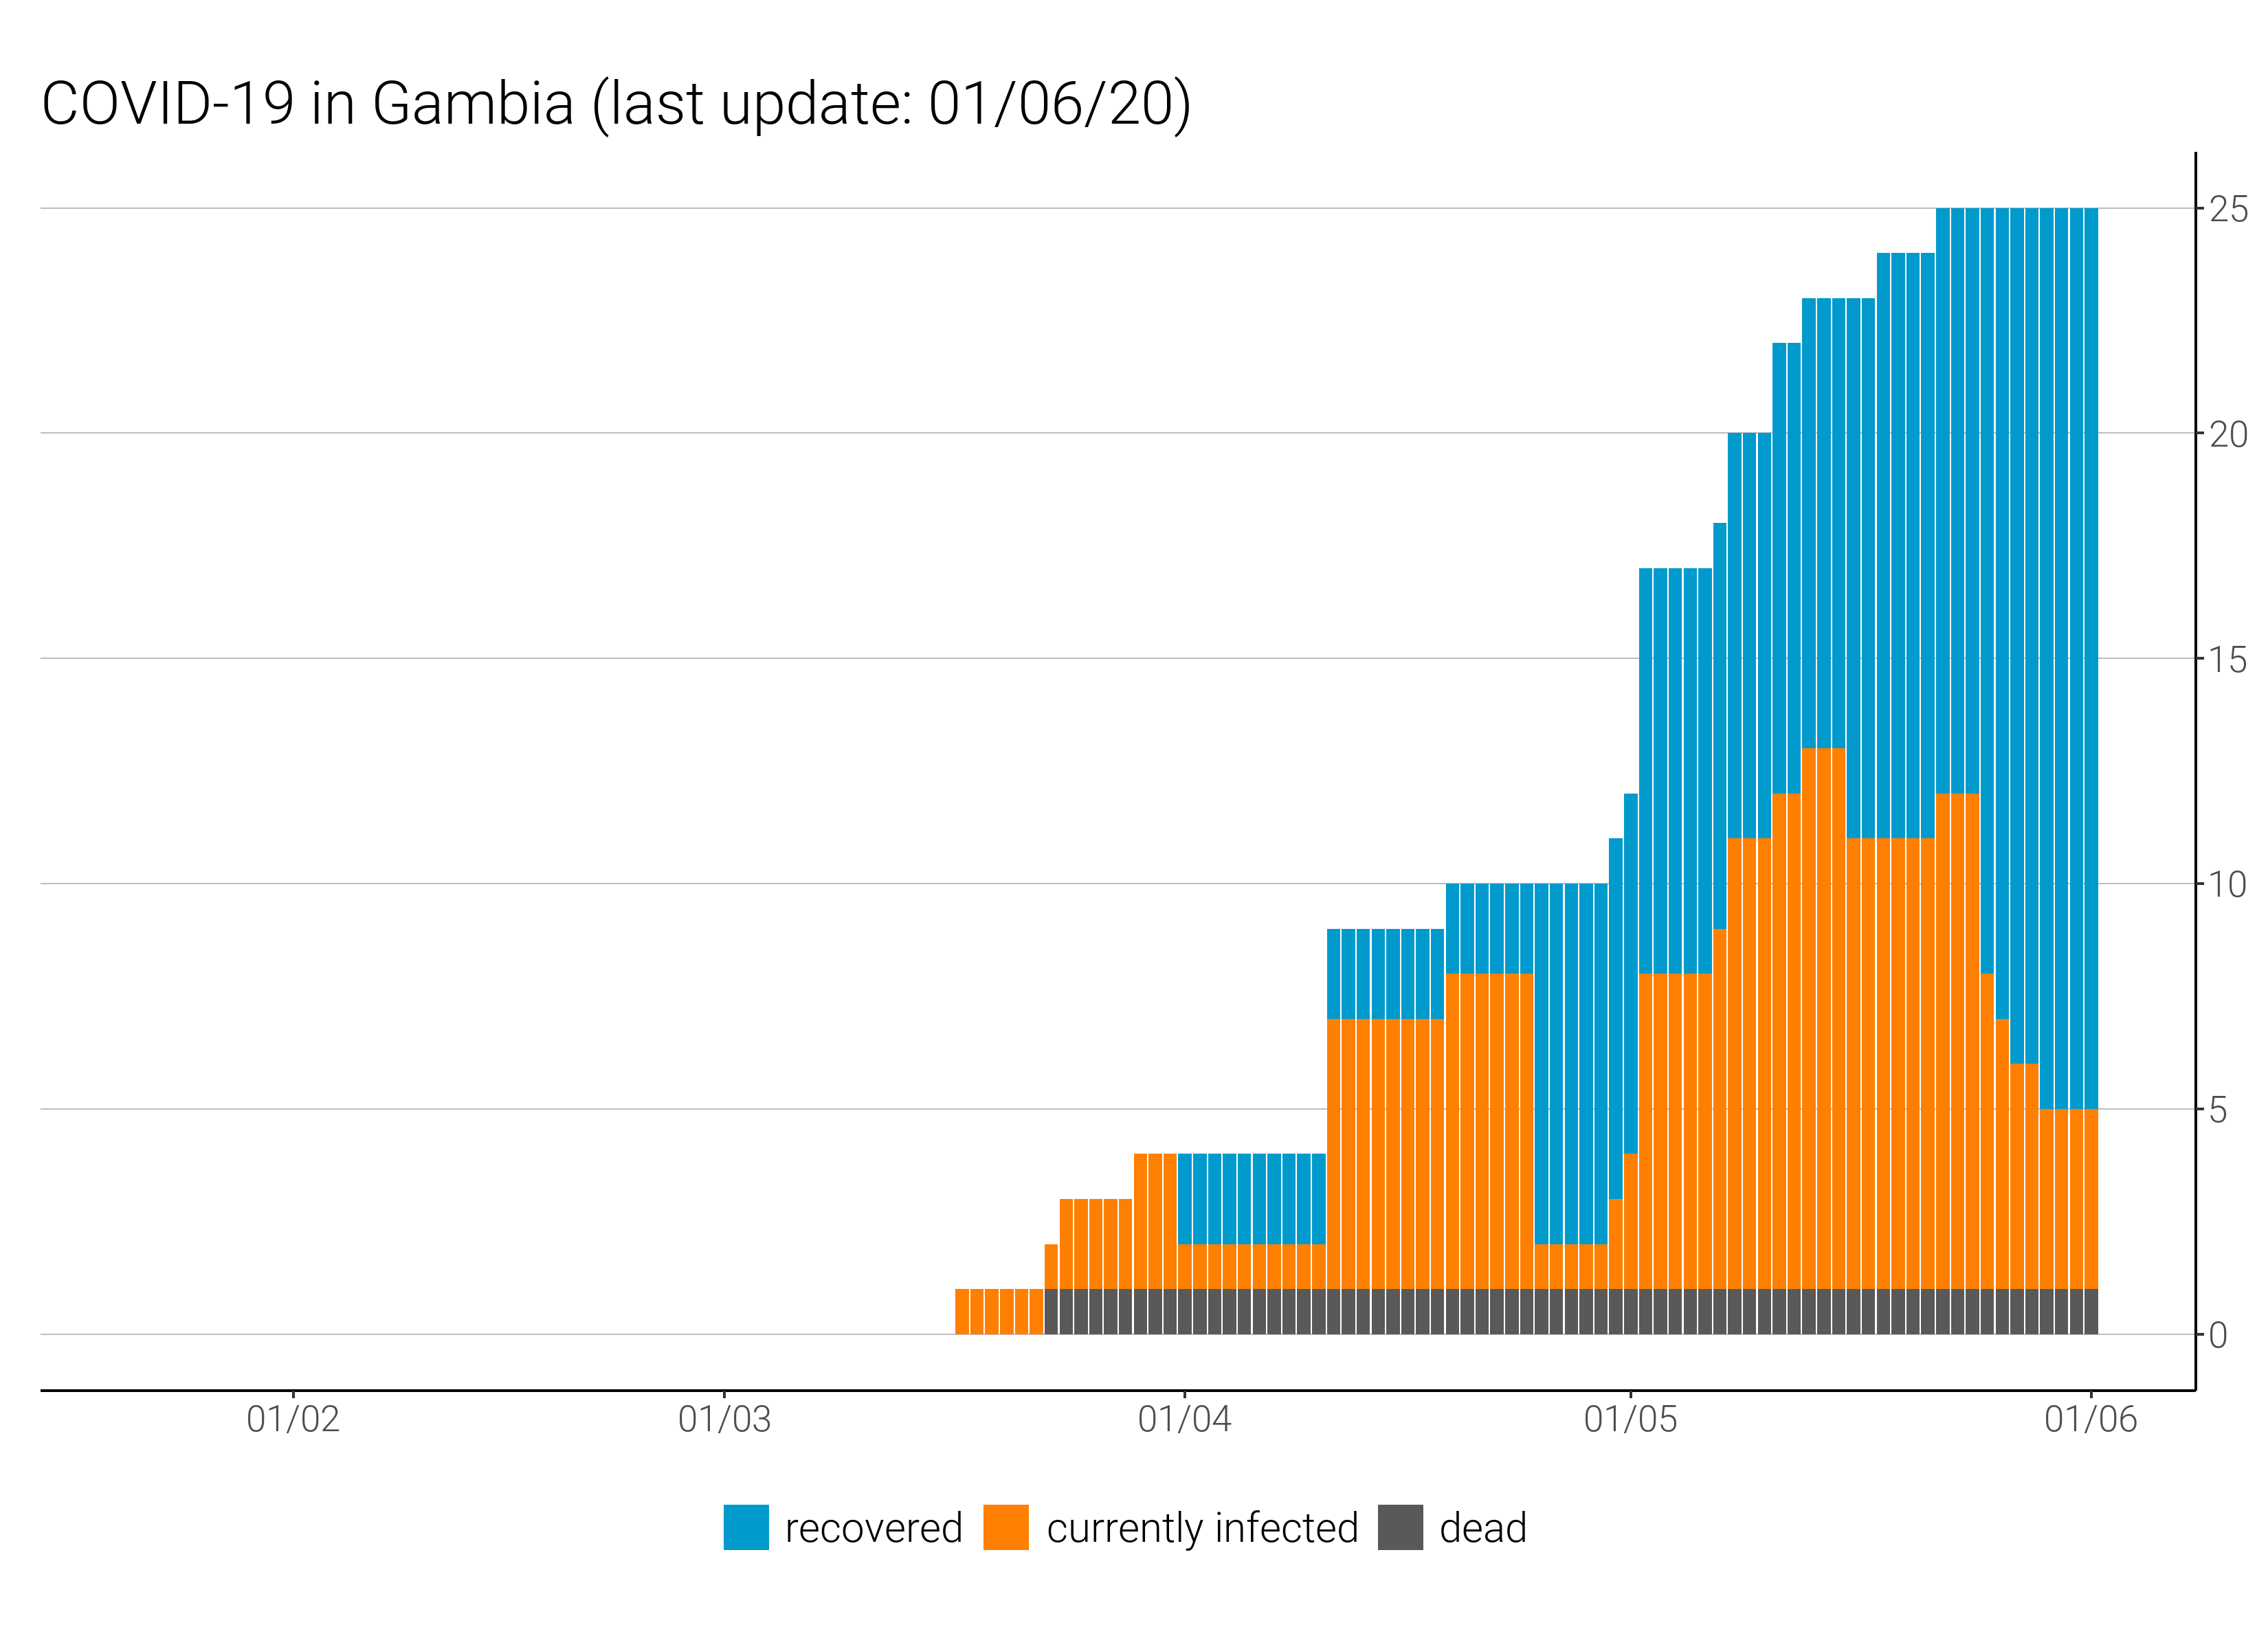 COVID-19 in Gambia (last update: 01/06/20)
25
20
15
10
5
0
01/02 01/03 01/04 01/05 01/06
recovered currently infected dead